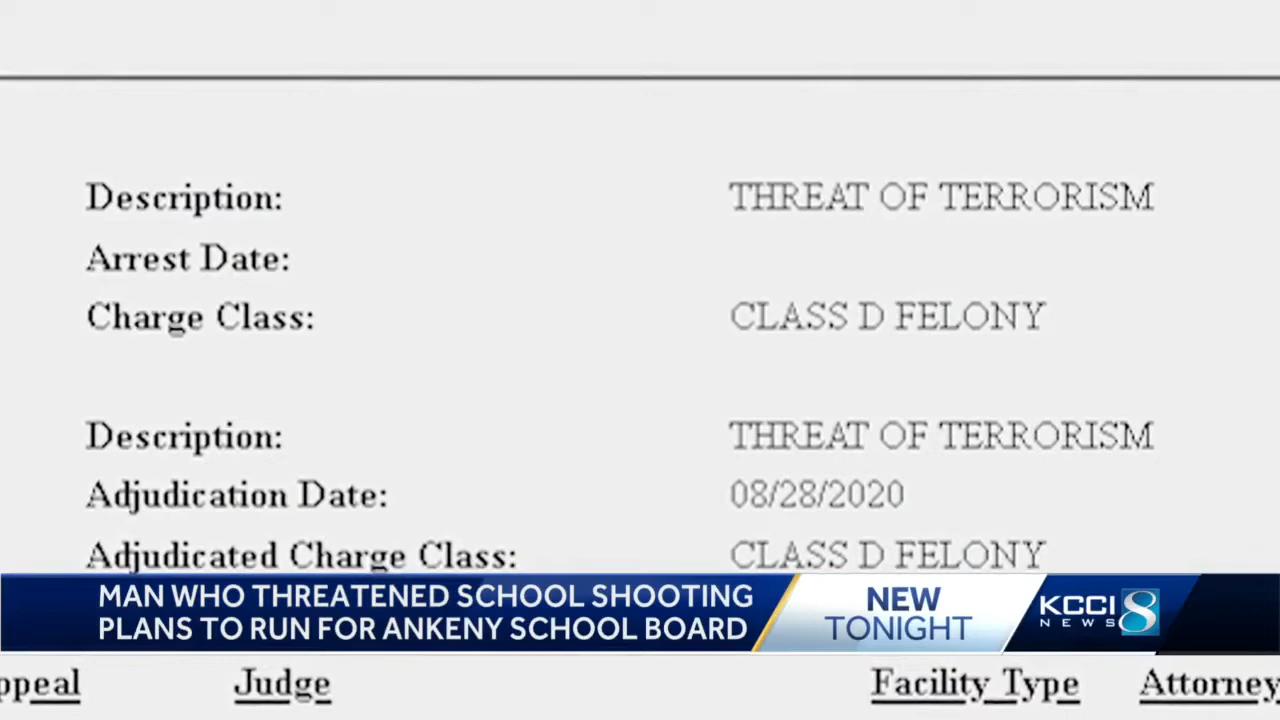 Description: THREAT OF TERRORISM
Arrest Date:
Charge Class: CLASS D FELONY
Description: THREAT OF TERRORISM
Adjudication Date: 08/28/2020
Adjudicated Charge Class: CLASS D FELONY
MAN WHO THREATENED SCHOOL SHOOTING
PLANS TO RUN FOR ANKENY SCHOOL BOARD
NEW
TONIGHT
KCCI 8
NEWS
ppeal Judge Facility Type Attorney